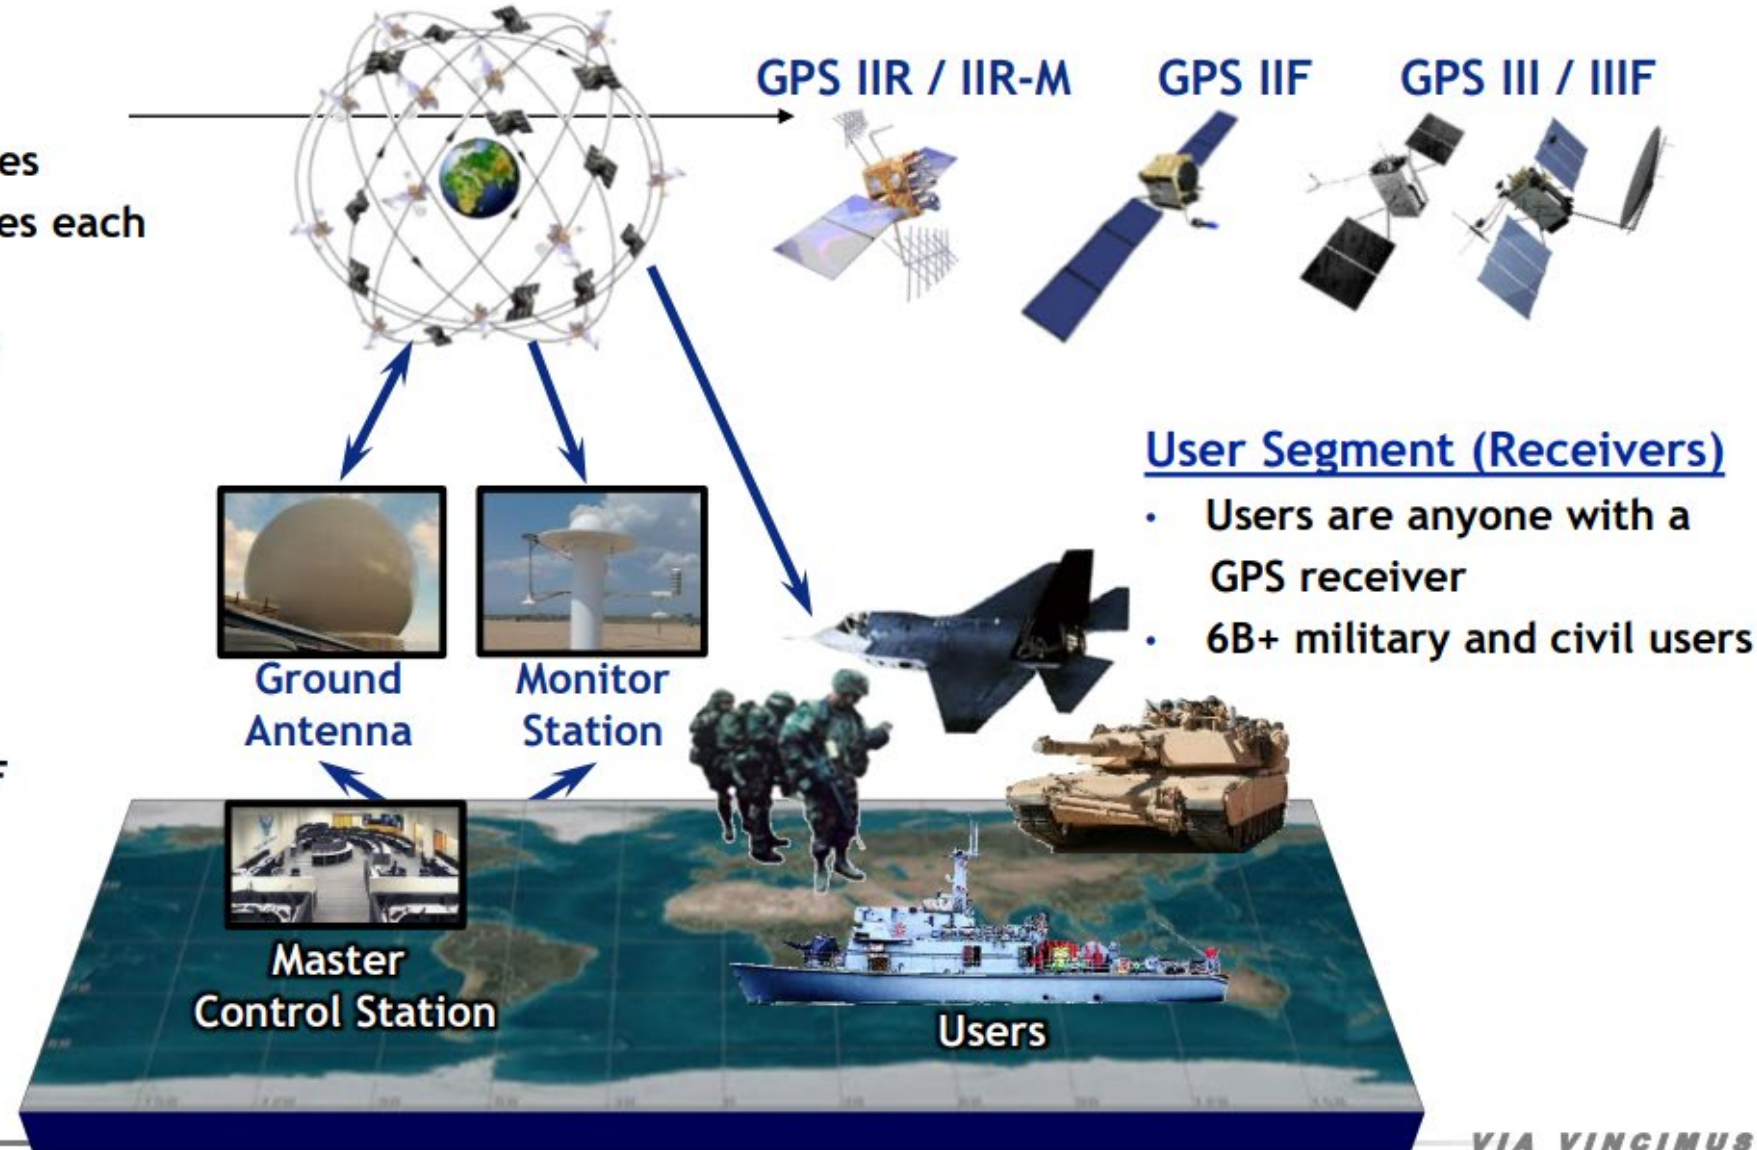 GPS IIR / IIR-M
GPS IIF
GPS III / IIIF
es
es each
User Segment (Receivers)
• Users are anyone with a
GPS receiver
• 6B+ military and civil users
Ground
Antenna
Monitor
Station
F
Master
Control Station
Users
VIA VINCIMUS